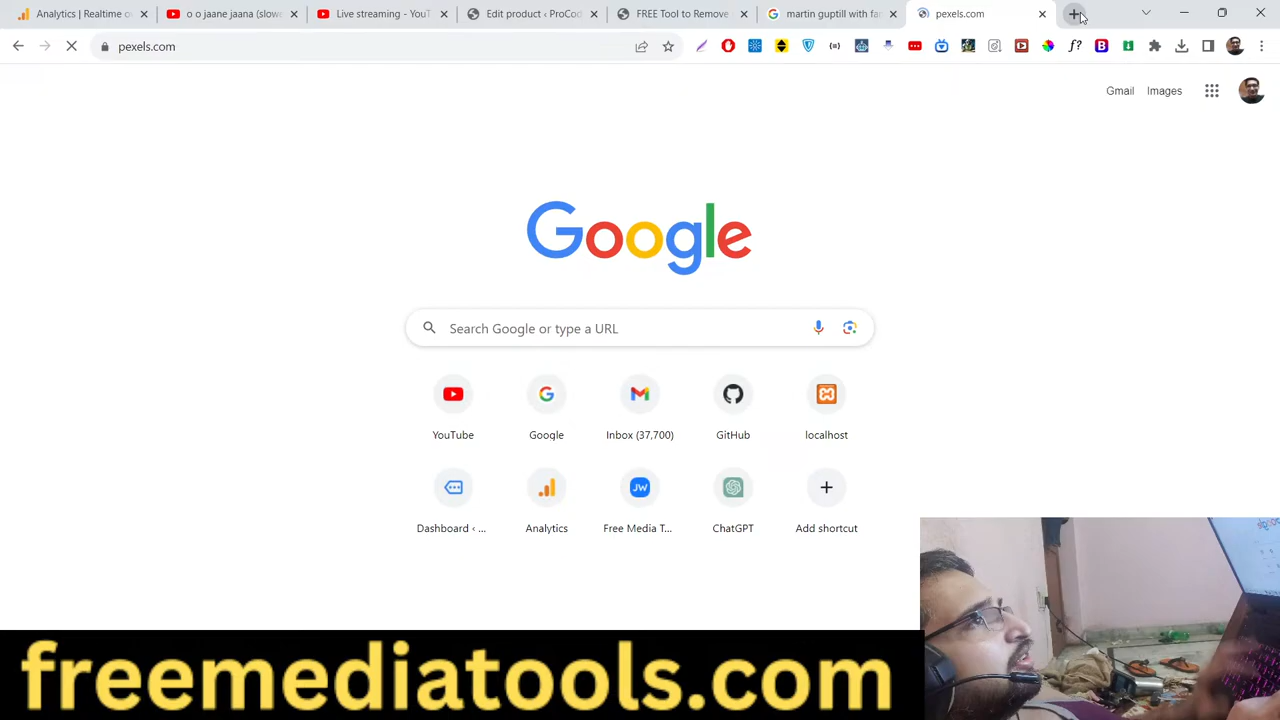 Analytics | Realtime o
o o jaane jaana (slowe
Live streaming - YouT
Edit product ‹ ProCod
FREE Tool to Remove
martin guptill with fa
pexels.com
pexels.com
Gmail
Images
Google
Search Google or type a URL
YouTube
Google
Inbox (37,700)
GitHub
localhost
Dashboard ‹ ...
Analytics
Free Media T...
ChatGPT
Add shortcut
freemediatools.com